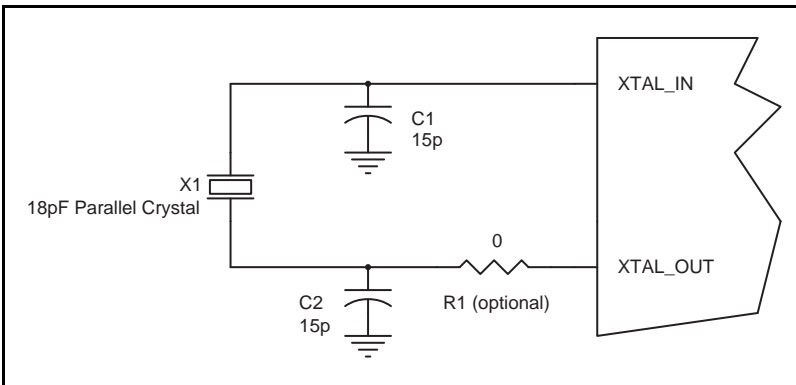 XTAL_IN
C1
15p
X1
18pF Parallel Crystal
0
XTAL_OUT
C2
15p
R1 (optional)